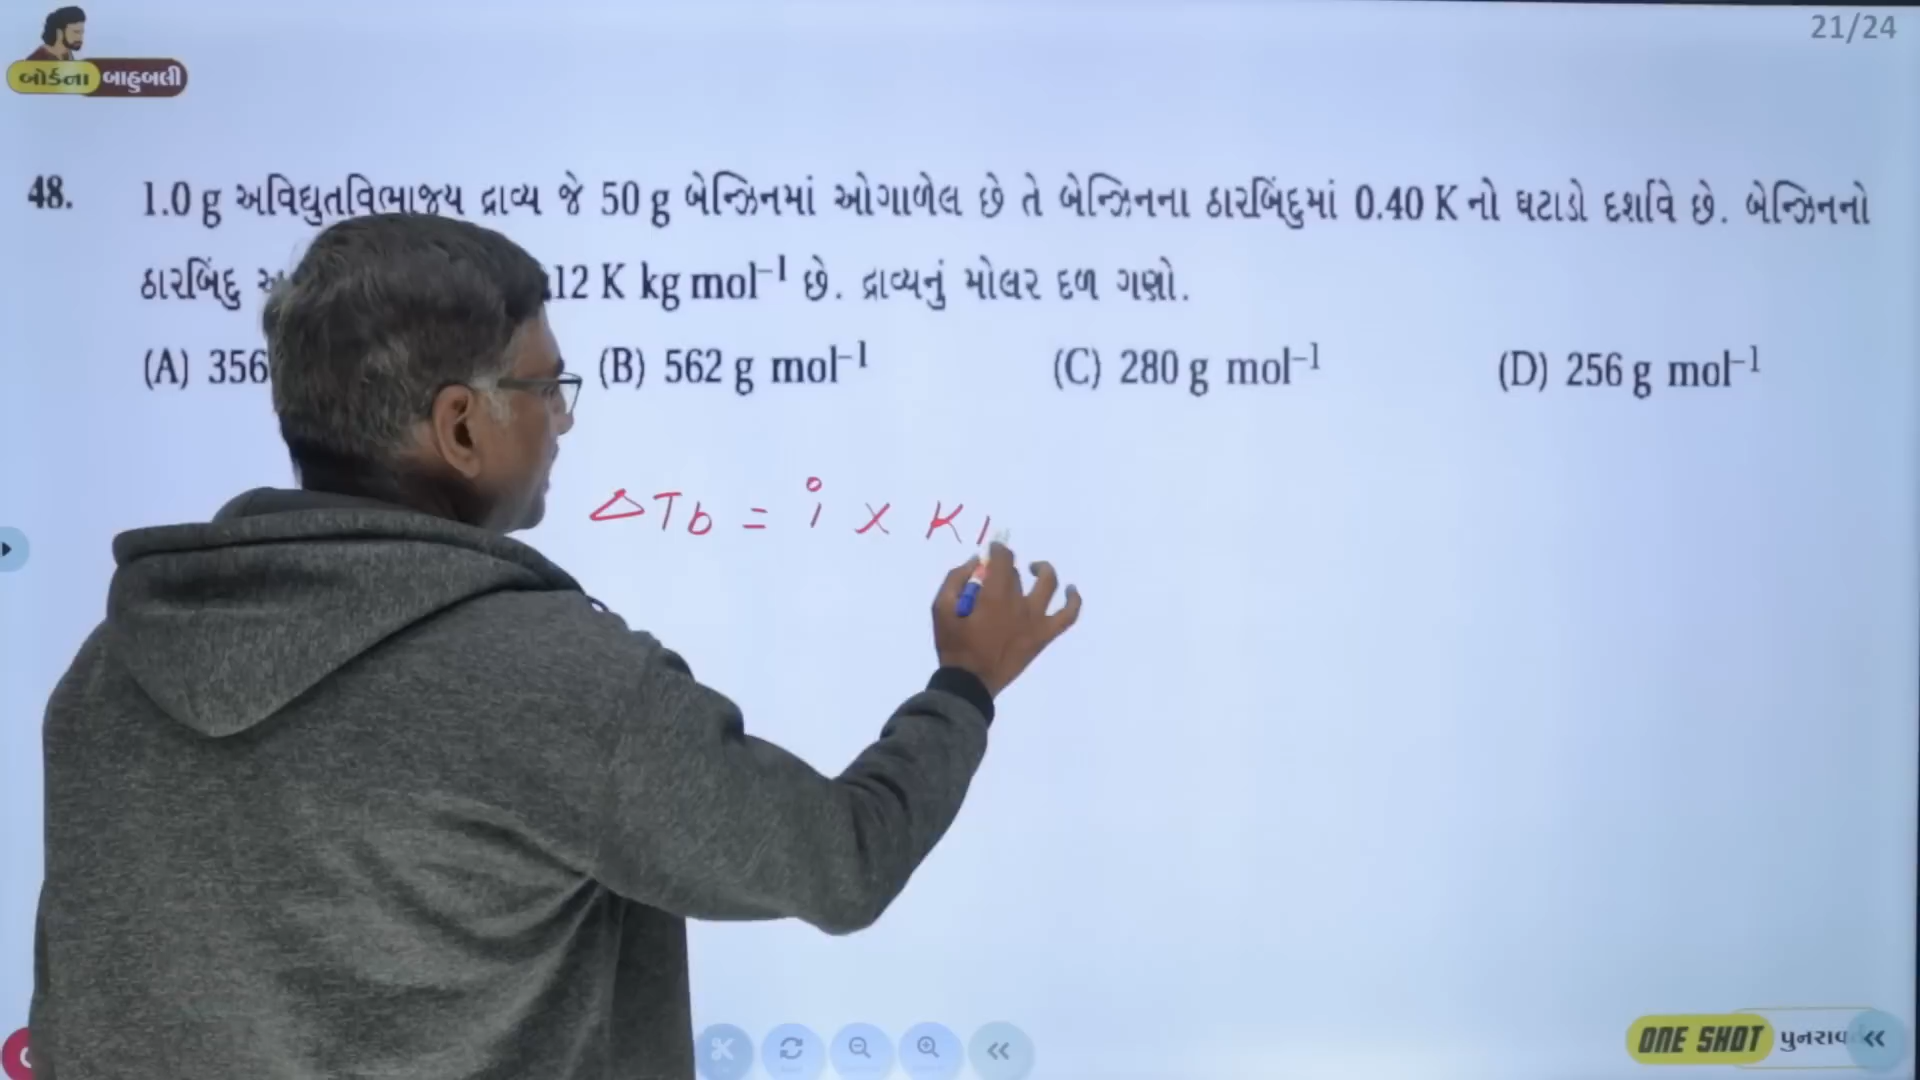 21/24
બોર્ડના બાહુબલી
48. 1.0 g અવિદ્યુતવિભાજ્ય દ્રાવ્ય જે 50 g બેન્ઝિનમાં ઓગાળેલ છે તે બેન્ઝિનના ઠારબિંદુમાં 0.40 K નો ઘટાડો દર્શાવે છે. બેન્ઝિનનો
ઠારબિંદુ .12 K kg mol⁻¹ છે. દ્રાવ્યનું મોલર દળ ગણો.
(A) 356 (B) 562 g mol⁻¹ (C) 280 g mol⁻¹ (D) 256 g mol⁻¹
ΔTb = i × K
ONE SHOT